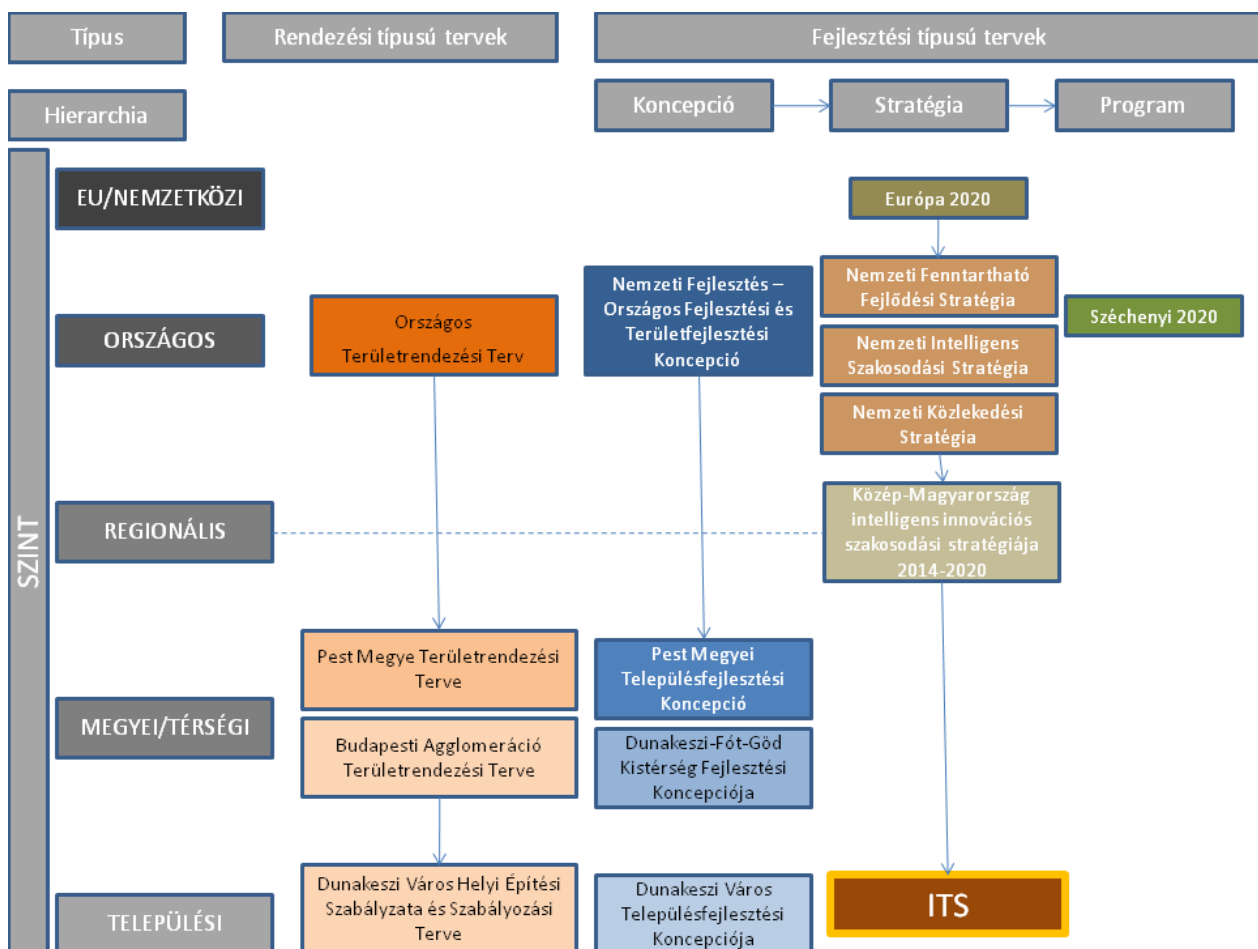 Típus
Rendezési típusú tervek
Fejlesztési típusú tervek
Hierarchia
Koncepció
Stratégia
Program
SZINT
EU/NEMZETKÖZI
Európa 2020
ORSZÁGOS
Országos
Területrendezési Terv
Nemzeti Fejlesztés –
Országos Fejlesztési és
Területfejlesztési
Koncepció
Nemzeti Fenntartható
Fejlődési Stratégia
Nemzeti Intelligens
Szakosodási Stratégia
Nemzeti Közlekedési
Stratégia
Széchenyi 2020
REGIONÁLIS
Közép-Magyarország
intelligens innovációs
szakosodási stratégiája
2014-2020
MEGYEI/TÉRSÉGI
Pest Megye Területrendezési
Terve
Budapesti Agglomeráció
Területrendezési Terve
Pest Megyei
Településfejlesztési
Koncepció
Dunakeszi-Fót-Göd
Kistérség Fejlesztési
Koncepciója
TELEPÜLÉSI
Dunakeszi Város Helyi Építési
Szabályzata és Szabályozási
Terve
Dunakeszi Város
Településfejlesztési
Koncepciója
ITS